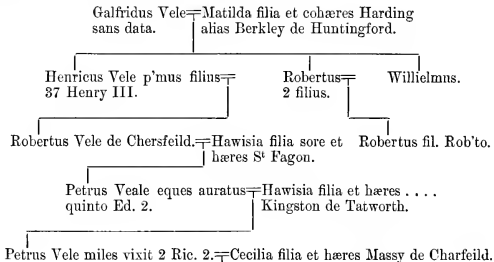 Galfridus Vele=Matilda filia et cohæres Harding
sans data. alias Berkley de Huntingford.
Henricus Vele p'mus filius= Robertus= Willielmns.
37 Henry III. 2 filius.
Robertus Vele de Chersfeild.=Hawisia filia sore et Robertus fil. Rob'to.
hæres St Fagon.
Petrus Veale eques auratus=Hawisia filia et hæres . . . .
quinto Ed. 2. Kingston de Tatworth.
Petrus Vele miles vixit 2 Ric. 2.=Cecilia filia et hæres Massy de Charfeild.